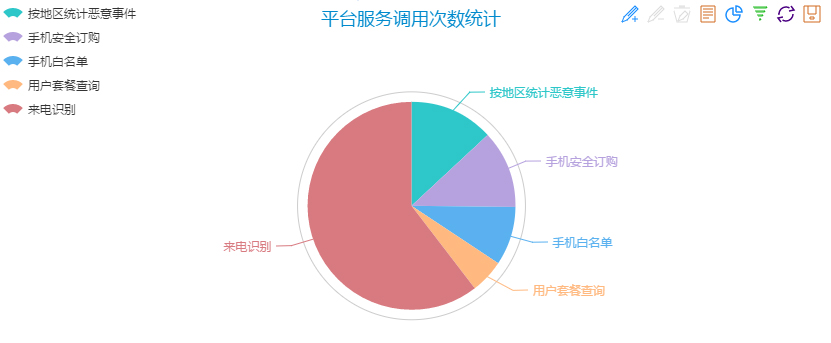 平台服务调用次数统计
按地区统计恶意事件
手机安全订购
手机白名单
用户套餐查询
来电识别
按地区统计恶意事件
手机安全订购
手机白名单
来电识别
用户套餐查询